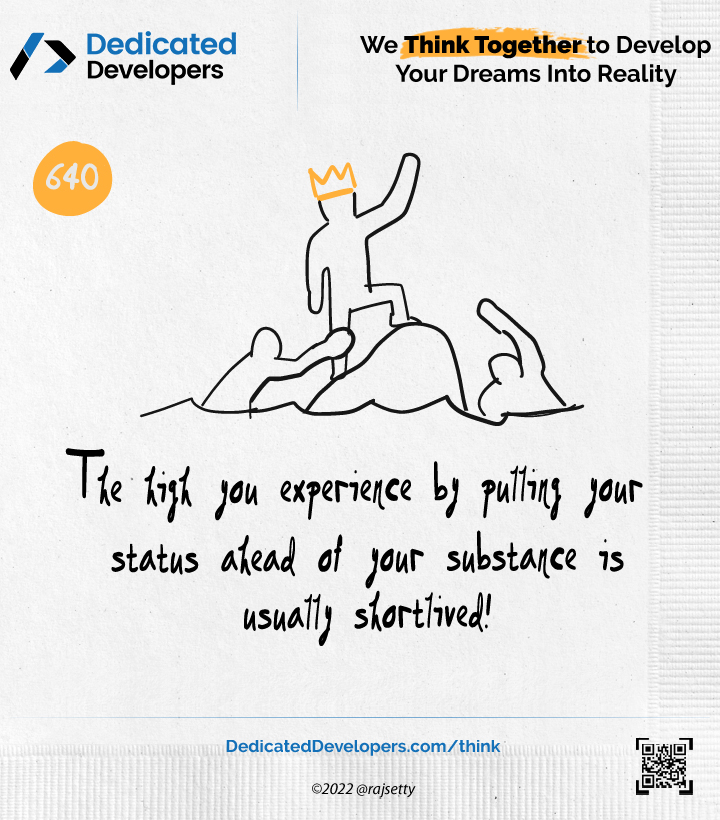 Dedicated
Developers
We Think Together to Develop
Your Dreams Into Reality
640
The high you experience by putting your
status ahead of your substance is
usually shortlived!
DedicatedDevelopers.com/think
©2022 @rajsetty